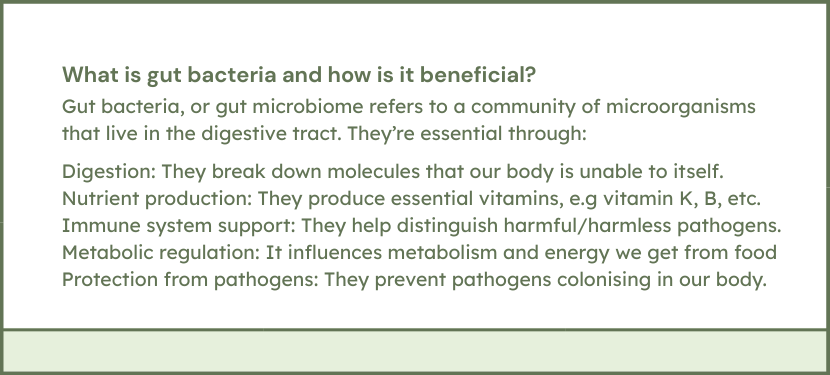 What is gut bacteria and how is it beneficial?
Gut bacteria, or gut microbiome refers to a community of microorganisms
that live in the digestive tract. They’re essential through:
Digestion: They break down molecules that our body is unable to itself.
Nutrient production: They produce essential vitamins, e.g vitamin K, B, etc.
Immune system support: They help distinguish harmful/harmless pathogens.
Metabolic regulation: It influences metabolism and energy we get from food
Protection from pathogens: They prevent pathogens colonising in our body.